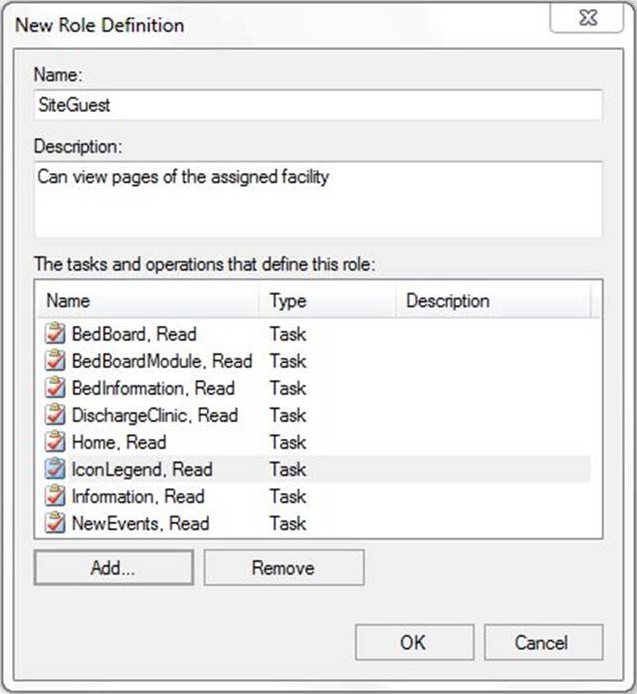 New Role Definition
Name:
SiteGuest
Description:
Can view pages of the assigned facility
The tasks and operations that define this role:
Name Type Description
BedBoard, Read Task
BedBoardModule, Read Task
BedInformation, Read Task
DischargeClinic, Read Task
Home, Read Task
IconLegend, Read Task
Information, Read Task
NewEvents, Read Task
Add... Remove
OK Cancel